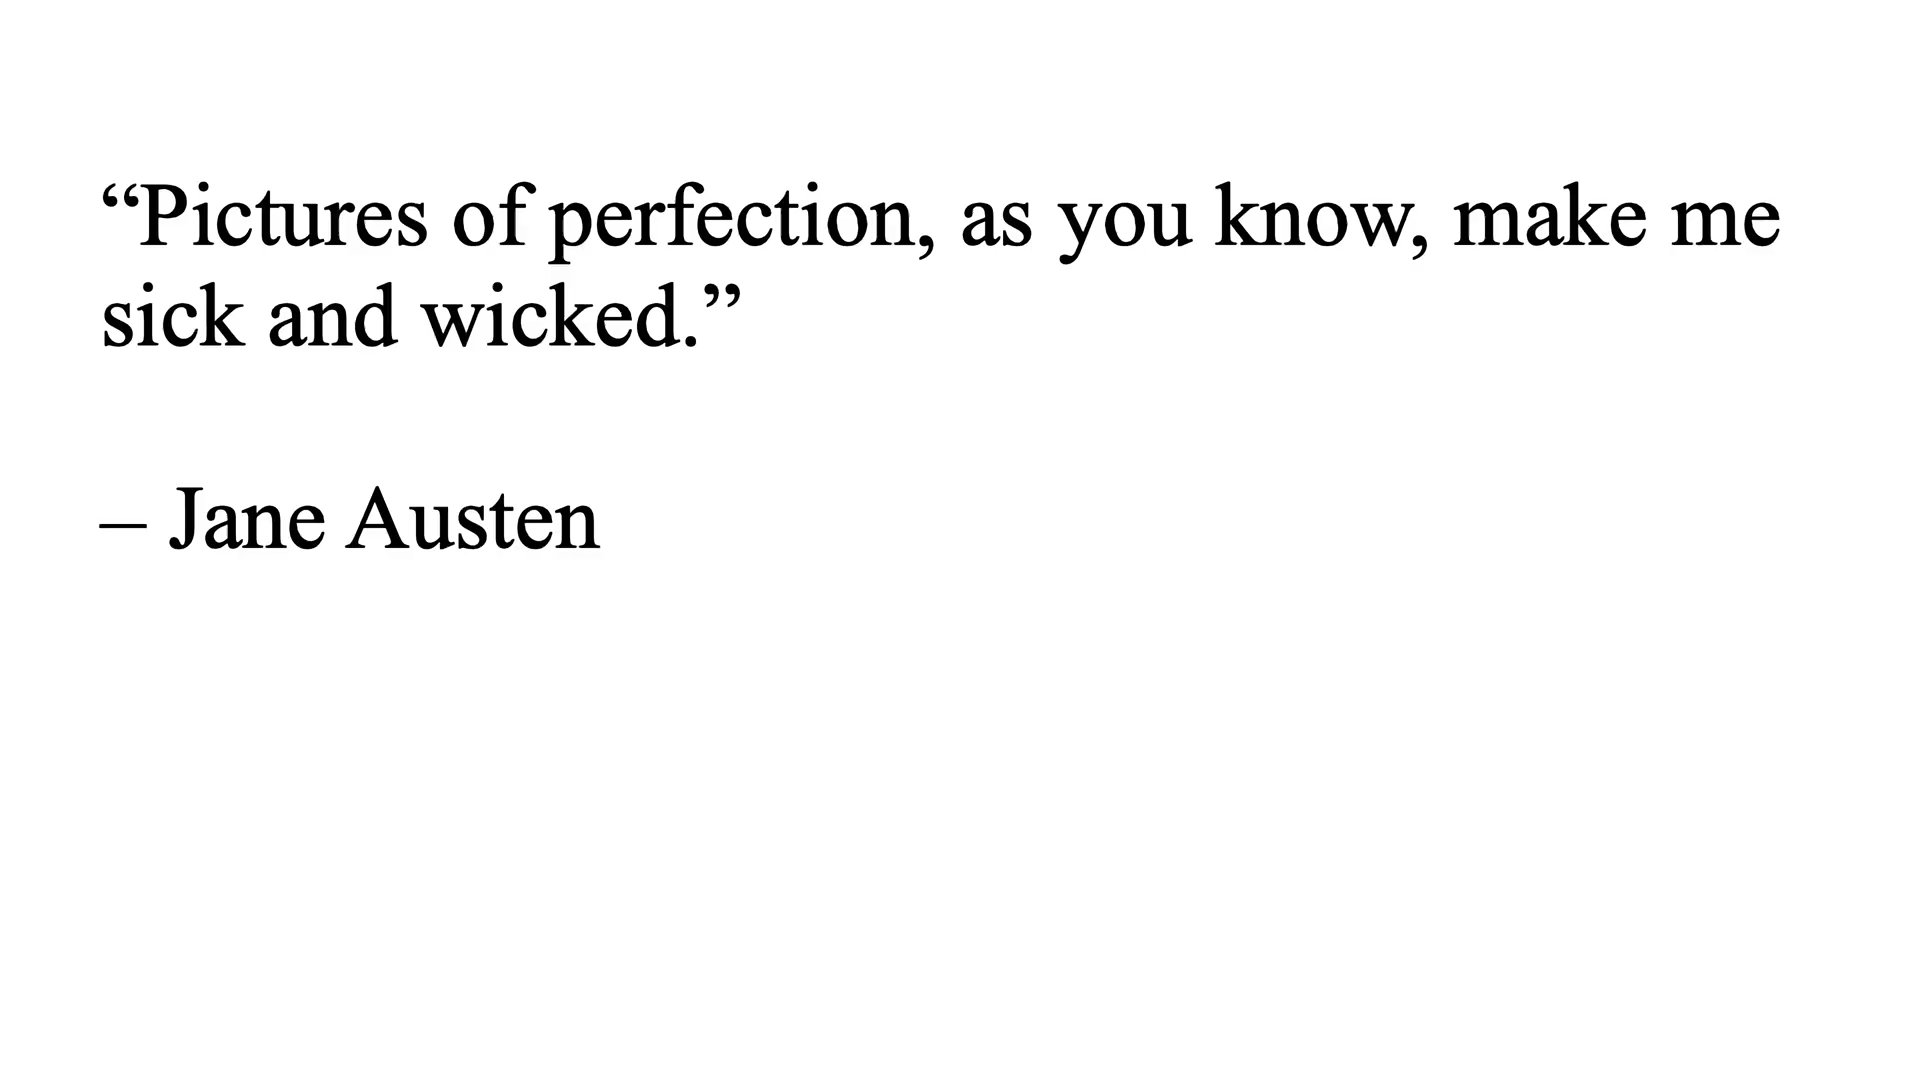 “Pictures of perfection, as you know, make me
sick and wicked.”
– Jane Austen